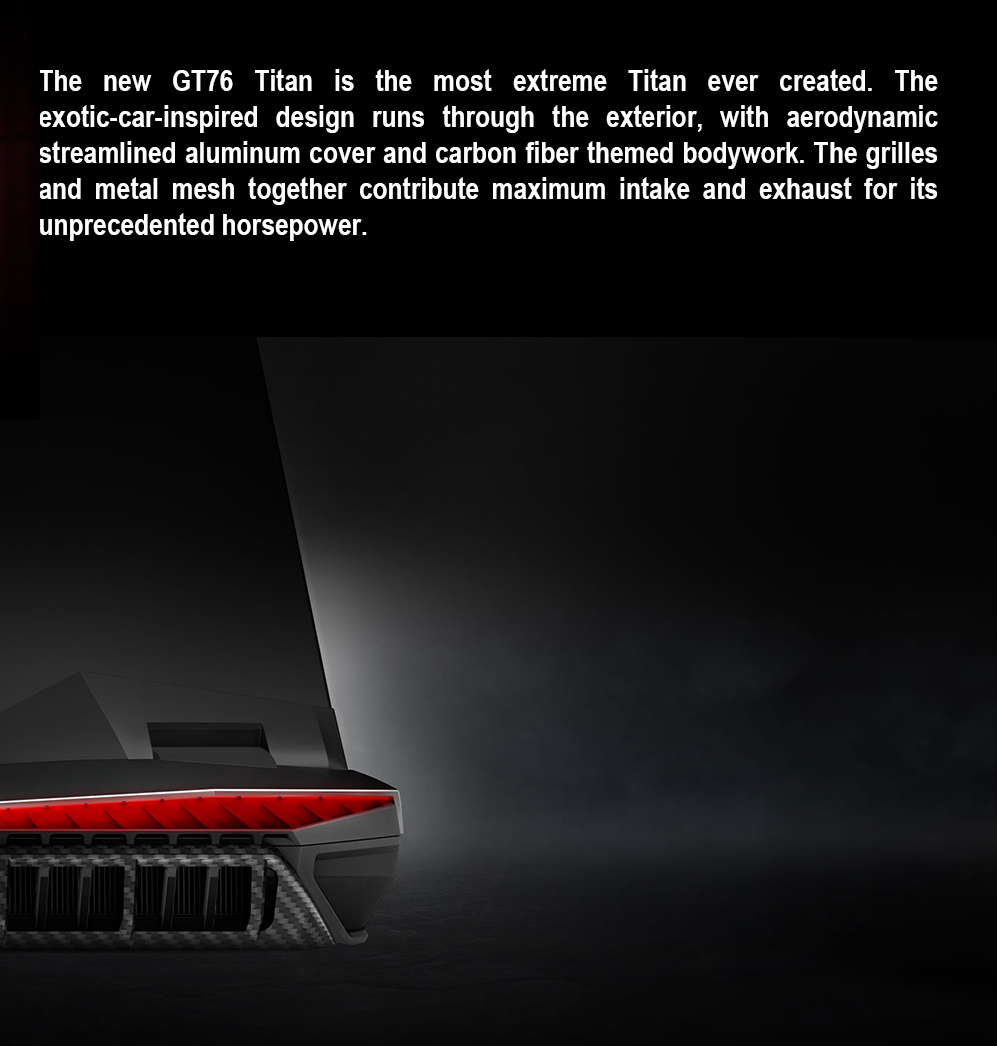 The new GT76 Titan is the most extreme Titan ever created. The
exotic-car-inspired design runs through the exterior, with aerodynamic
streamlined aluminum cover and carbon fiber themed bodywork. The grilles
and metal mesh together contribute maximum intake and exhaust for its
unprecedented horsepower.